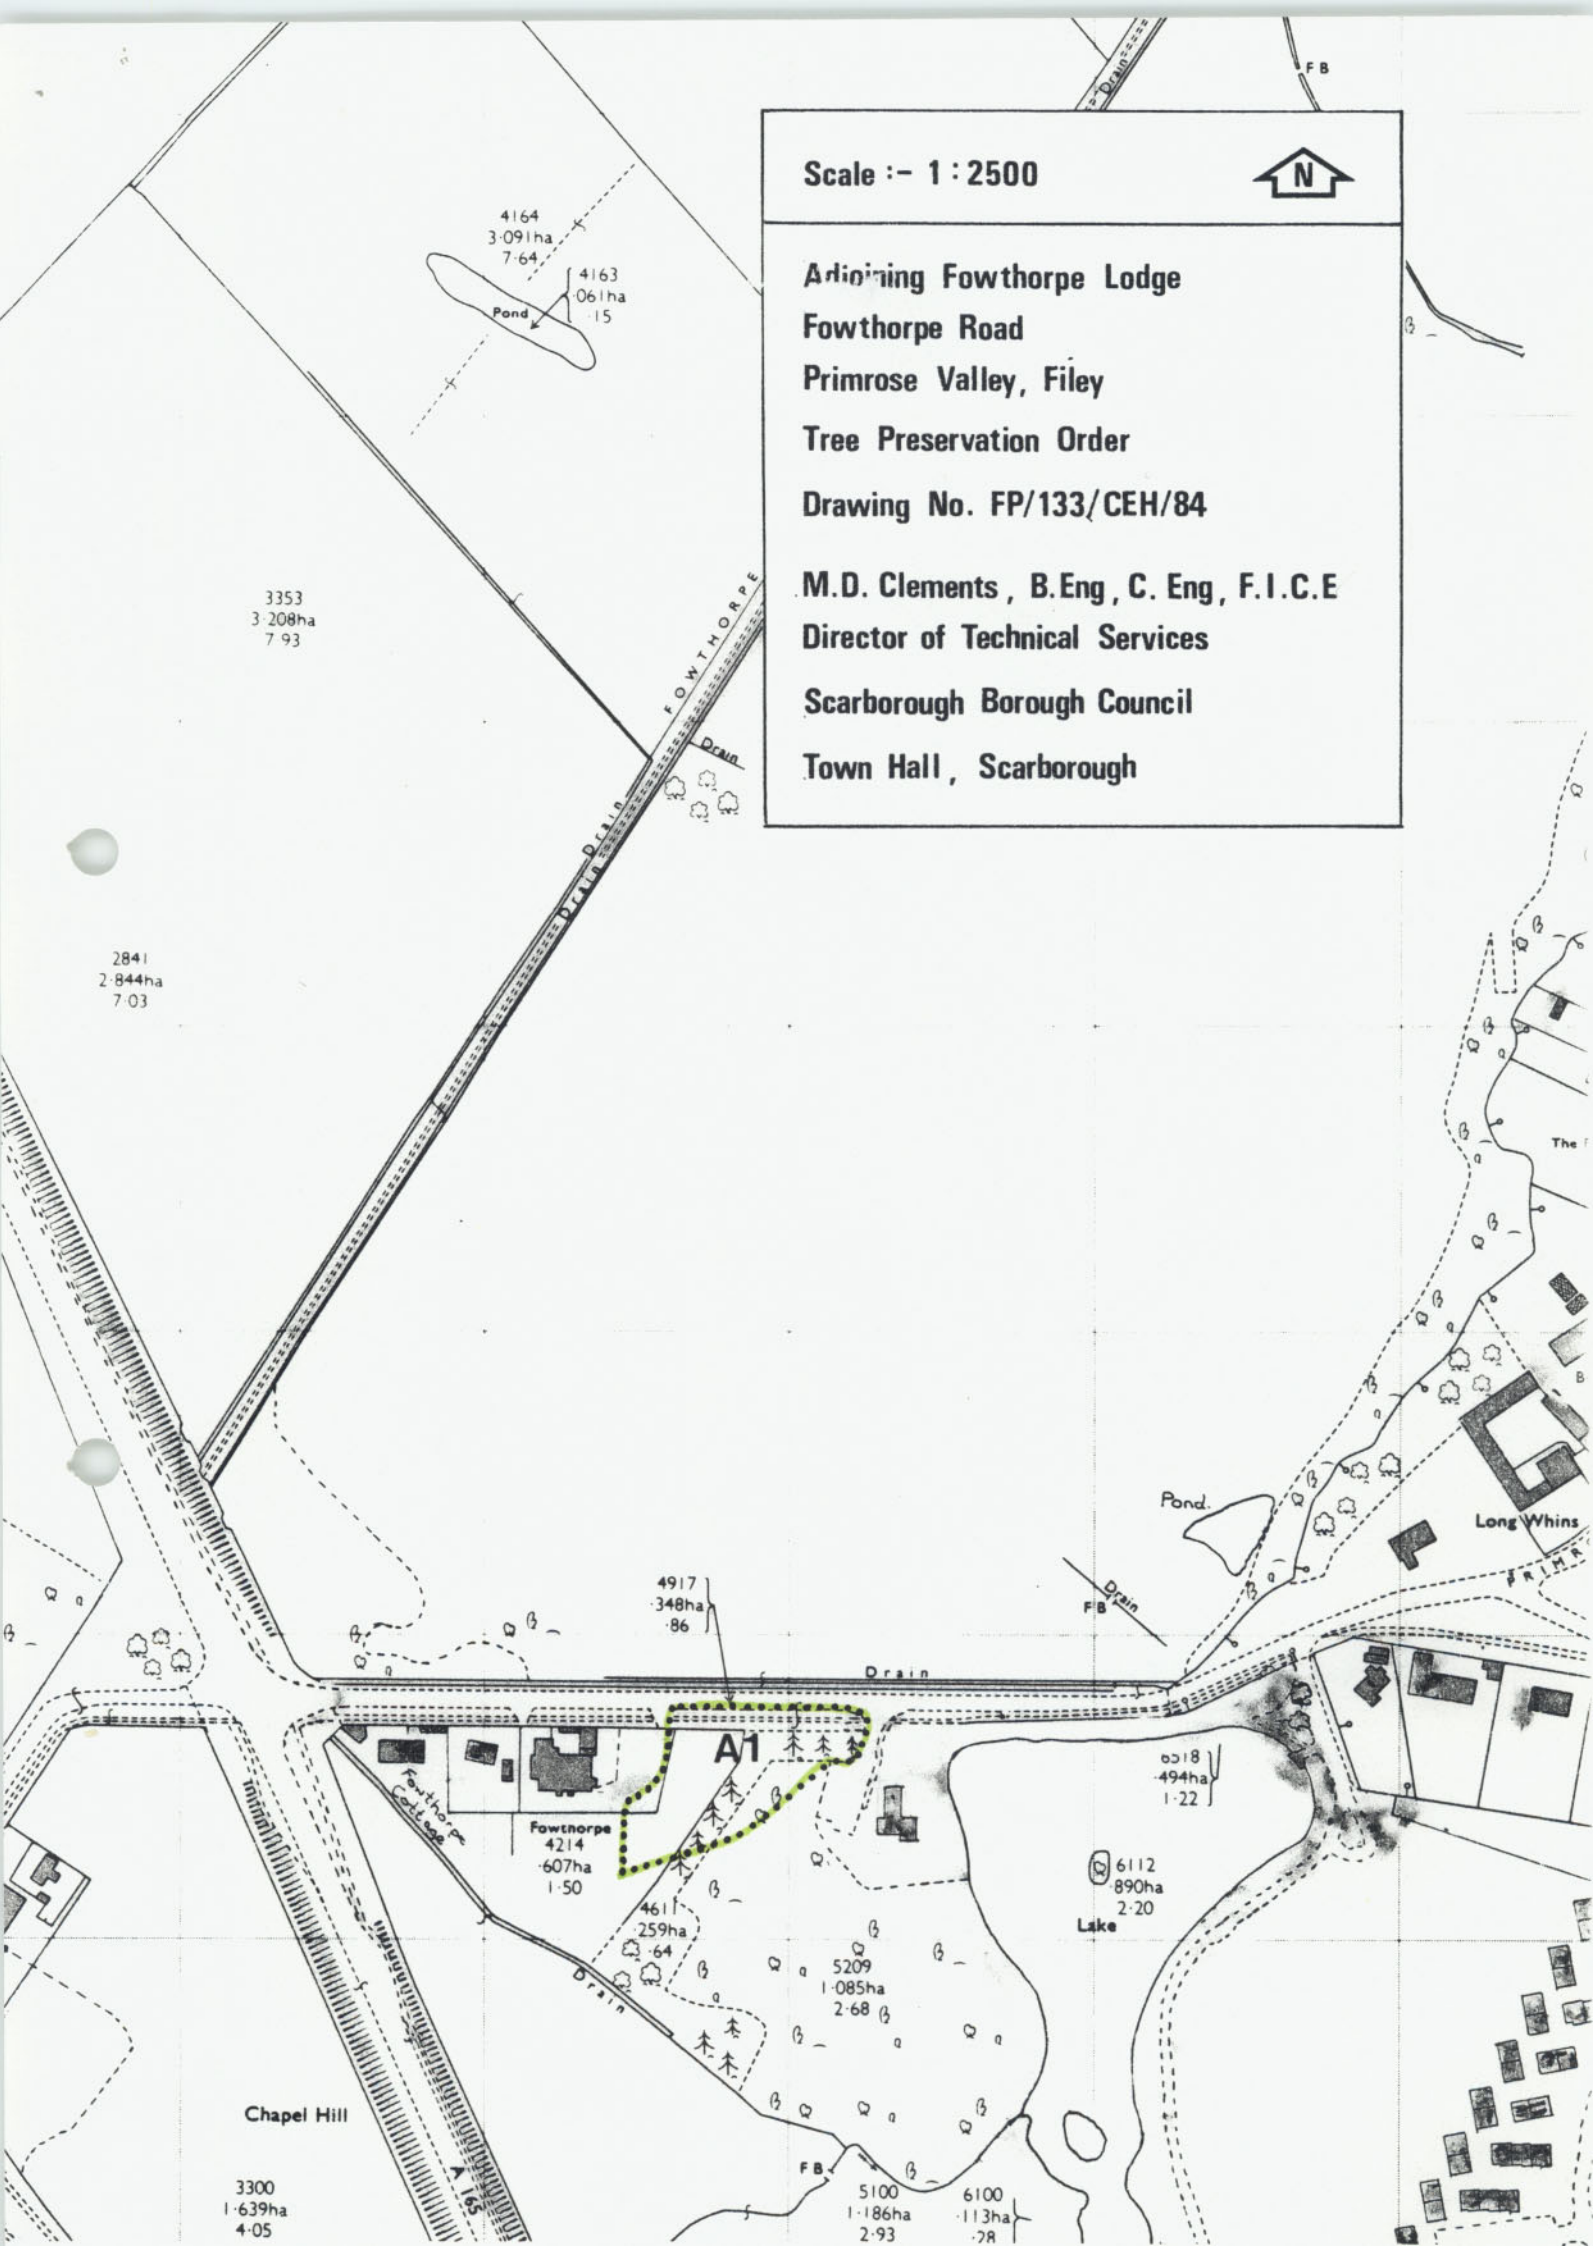 Drain
F B
Scale :- 1 : 2500
N
Adjoining Fowthorpe Lodge
Fowthorpe Road
Primrose Valley, Filey
Tree Preservation Order
Drawing No. FP/133/CEH/84
M.D. Clements, B.Eng, C. Eng, F.I.C.E
Director of Technical Services
Scarborough Borough Council
Town Hall, Scarborough
4164
3·091ha
7·64
4163
·061ha
·15
Pond
3353
3·208ha
7·93
FOWTHORPE
Drain
Drain
Drain
2841
2·844ha
7·03
The
B
Pond.
Long Whins
PRIMR
Drain
F B
4917
·348ha
·86
Drain
A1
6518
·494ha
1·22
Fowthorpe
Cottage
Fowthorpe
4214
·607ha
1·50
6112
·890ha
2·20
Lake
4611
·259ha
·64
Drain
5209
1·085ha
2·68
Chapel Hill
A 165
3300
1·639ha
4·05
F B
5100
1·186ha
2·93
6100
·113ha
·28